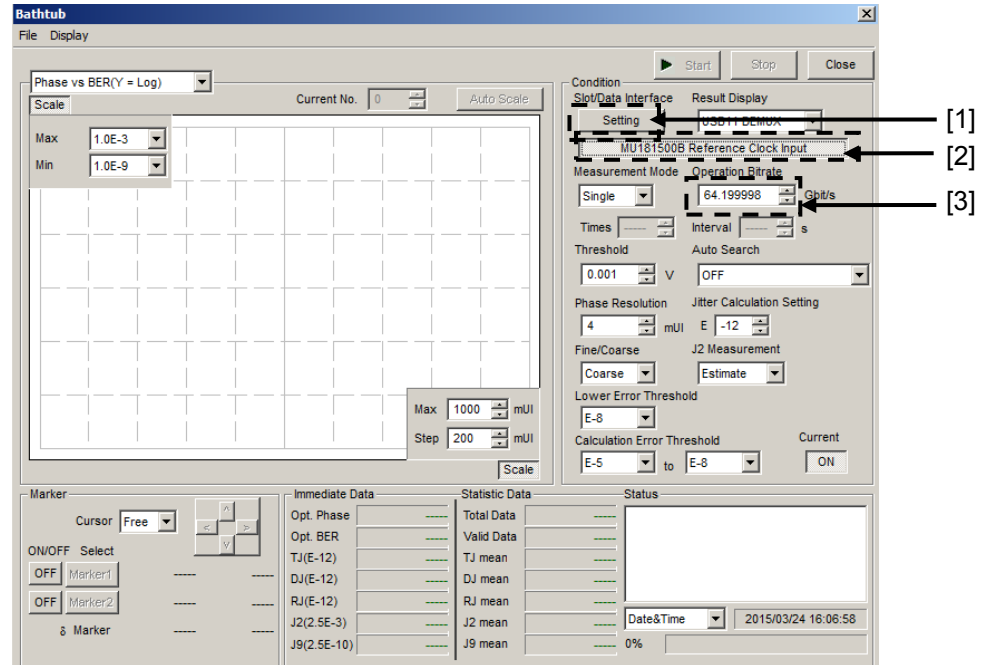 Bathtub
File Display
Start Stop Close
Phase vs BER(Y = Log)
Scale
Current No. 0 Auto Scale
Max 1.0E-3
Min 1.0E-9
Max 1000 mUI
Step 200 mUI
Scale
Condition
Slot/Data Interface Result Display
Setting [1]
MU181500B Reference Clock Input [2]
Measurement Mode Operation Bitrate
Single 64.199998 Gbit/s [3]
Times ----- Interval ----- s
Threshold Auto Search
0.001 V OFF
Phase Resolution Jitter Calculation Setting
4 mUI E -12
Fine/Coarse J2 Measurement
Coarse Estimate
Lower Error Threshold
E-8
Calculation Error Threshold Current
E-5 to E-8 ON
Marker
Cursor Free
< ^ > v
ON/OFF Select
OFF Marker1 ----- -----
OFF Marker2 ----- -----
δ Marker ----- -----
Immediate Data Statistic Data
Opt. Phase ----- Total Data -----
Opt. BER ----- Valid Data -----
TJ(E-12) ----- TJ mean -----
DJ(E-12) ----- DJ mean -----
RJ(E-12) ----- RJ mean -----
J2(2.5E-3) ----- J2 mean -----
J9(2.5E-10) ----- J9 mean -----
Status
Date&Time 2015/03/24 16:06:58
0%